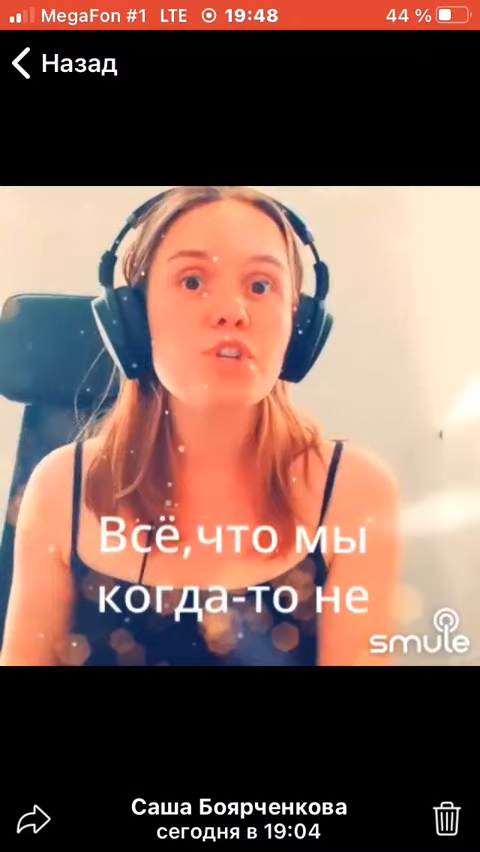 MegaFon #1 LTE 19:48 44 %
Назад
Всё,что мы
когда-то не
smule
Саша Боярченкова
сегодня в 19:04